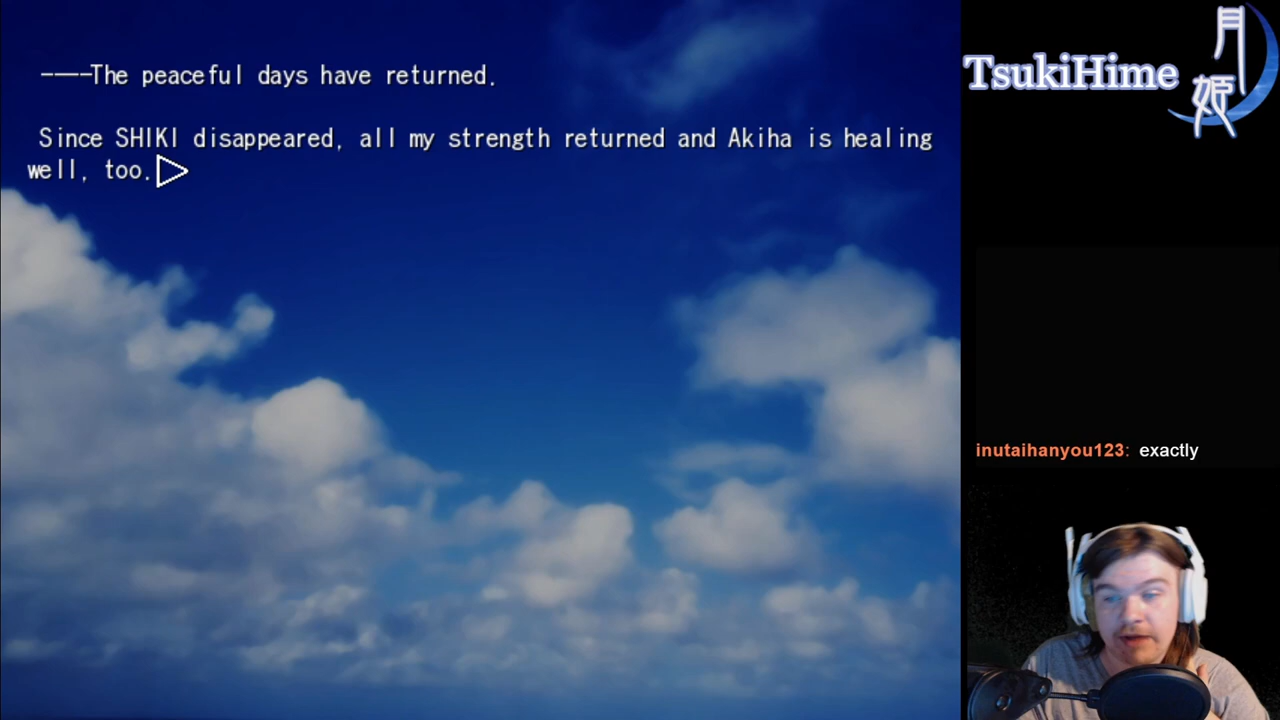 ———The peaceful days have returned.
Since SHIKI disappeared, all my strength returned and Akiha is healing
well, too.
TsukiHime
月姫
inutaihanyou123: exactly